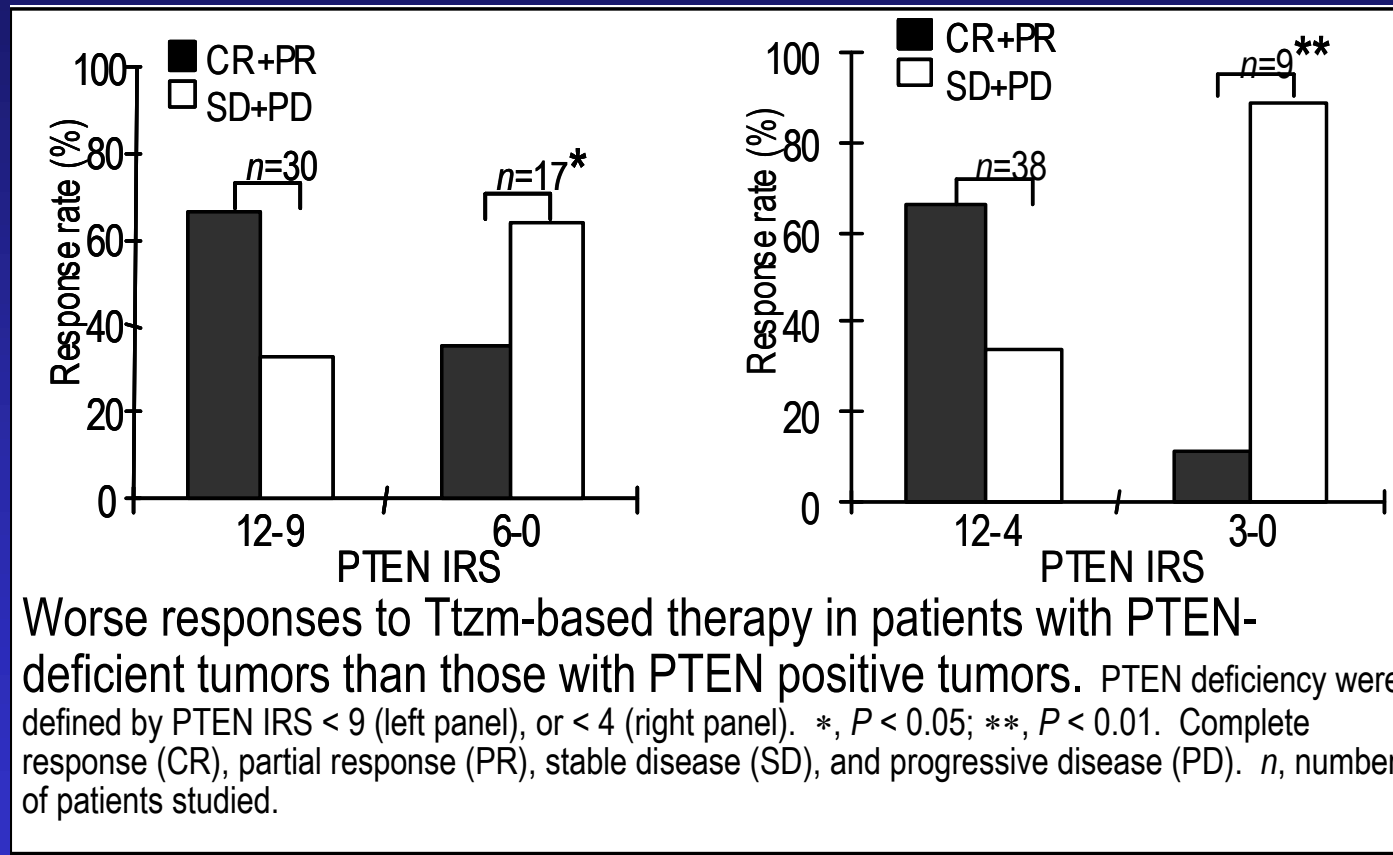 CR+PR
SD+PD
Response rate (%)
100
80
60
40
20
0
n=30
n=17*
12-9
6-0
PTEN IRS
CR+PR
SD+PD
Response rate (%)
100
80
60
40
20
0
n=38
n=9**
12-4
3-0
PTEN IRS
Worse responses to Ttzm-based therapy in patients with PTEN-
deficient tumors than those with PTEN positive tumors. PTEN deficiency were
defined by PTEN IRS < 9 (left panel), or < 4 (right panel). *, P < 0.05; **, P < 0.01. Complete
response (CR), partial response (PR), stable disease (SD), and progressive disease (PD). n, number
of patients studied.